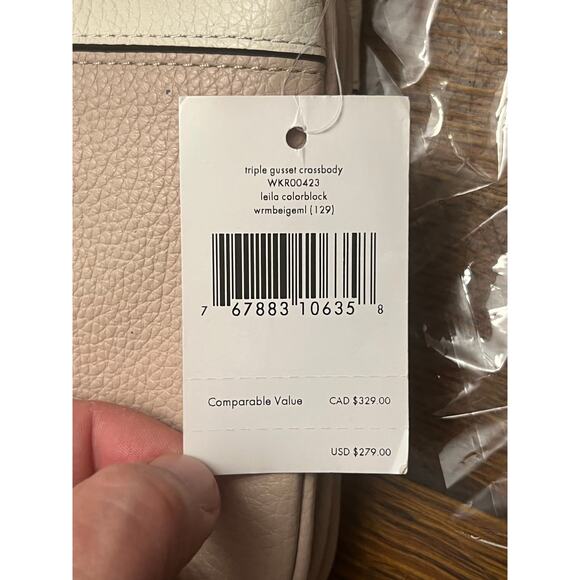 triple gusset crossbody
WKR00423
leila colorblock
wrmbeigeml (129)
7 67883 10635 8
Comparable Value CAD $329.00
USD $279.00